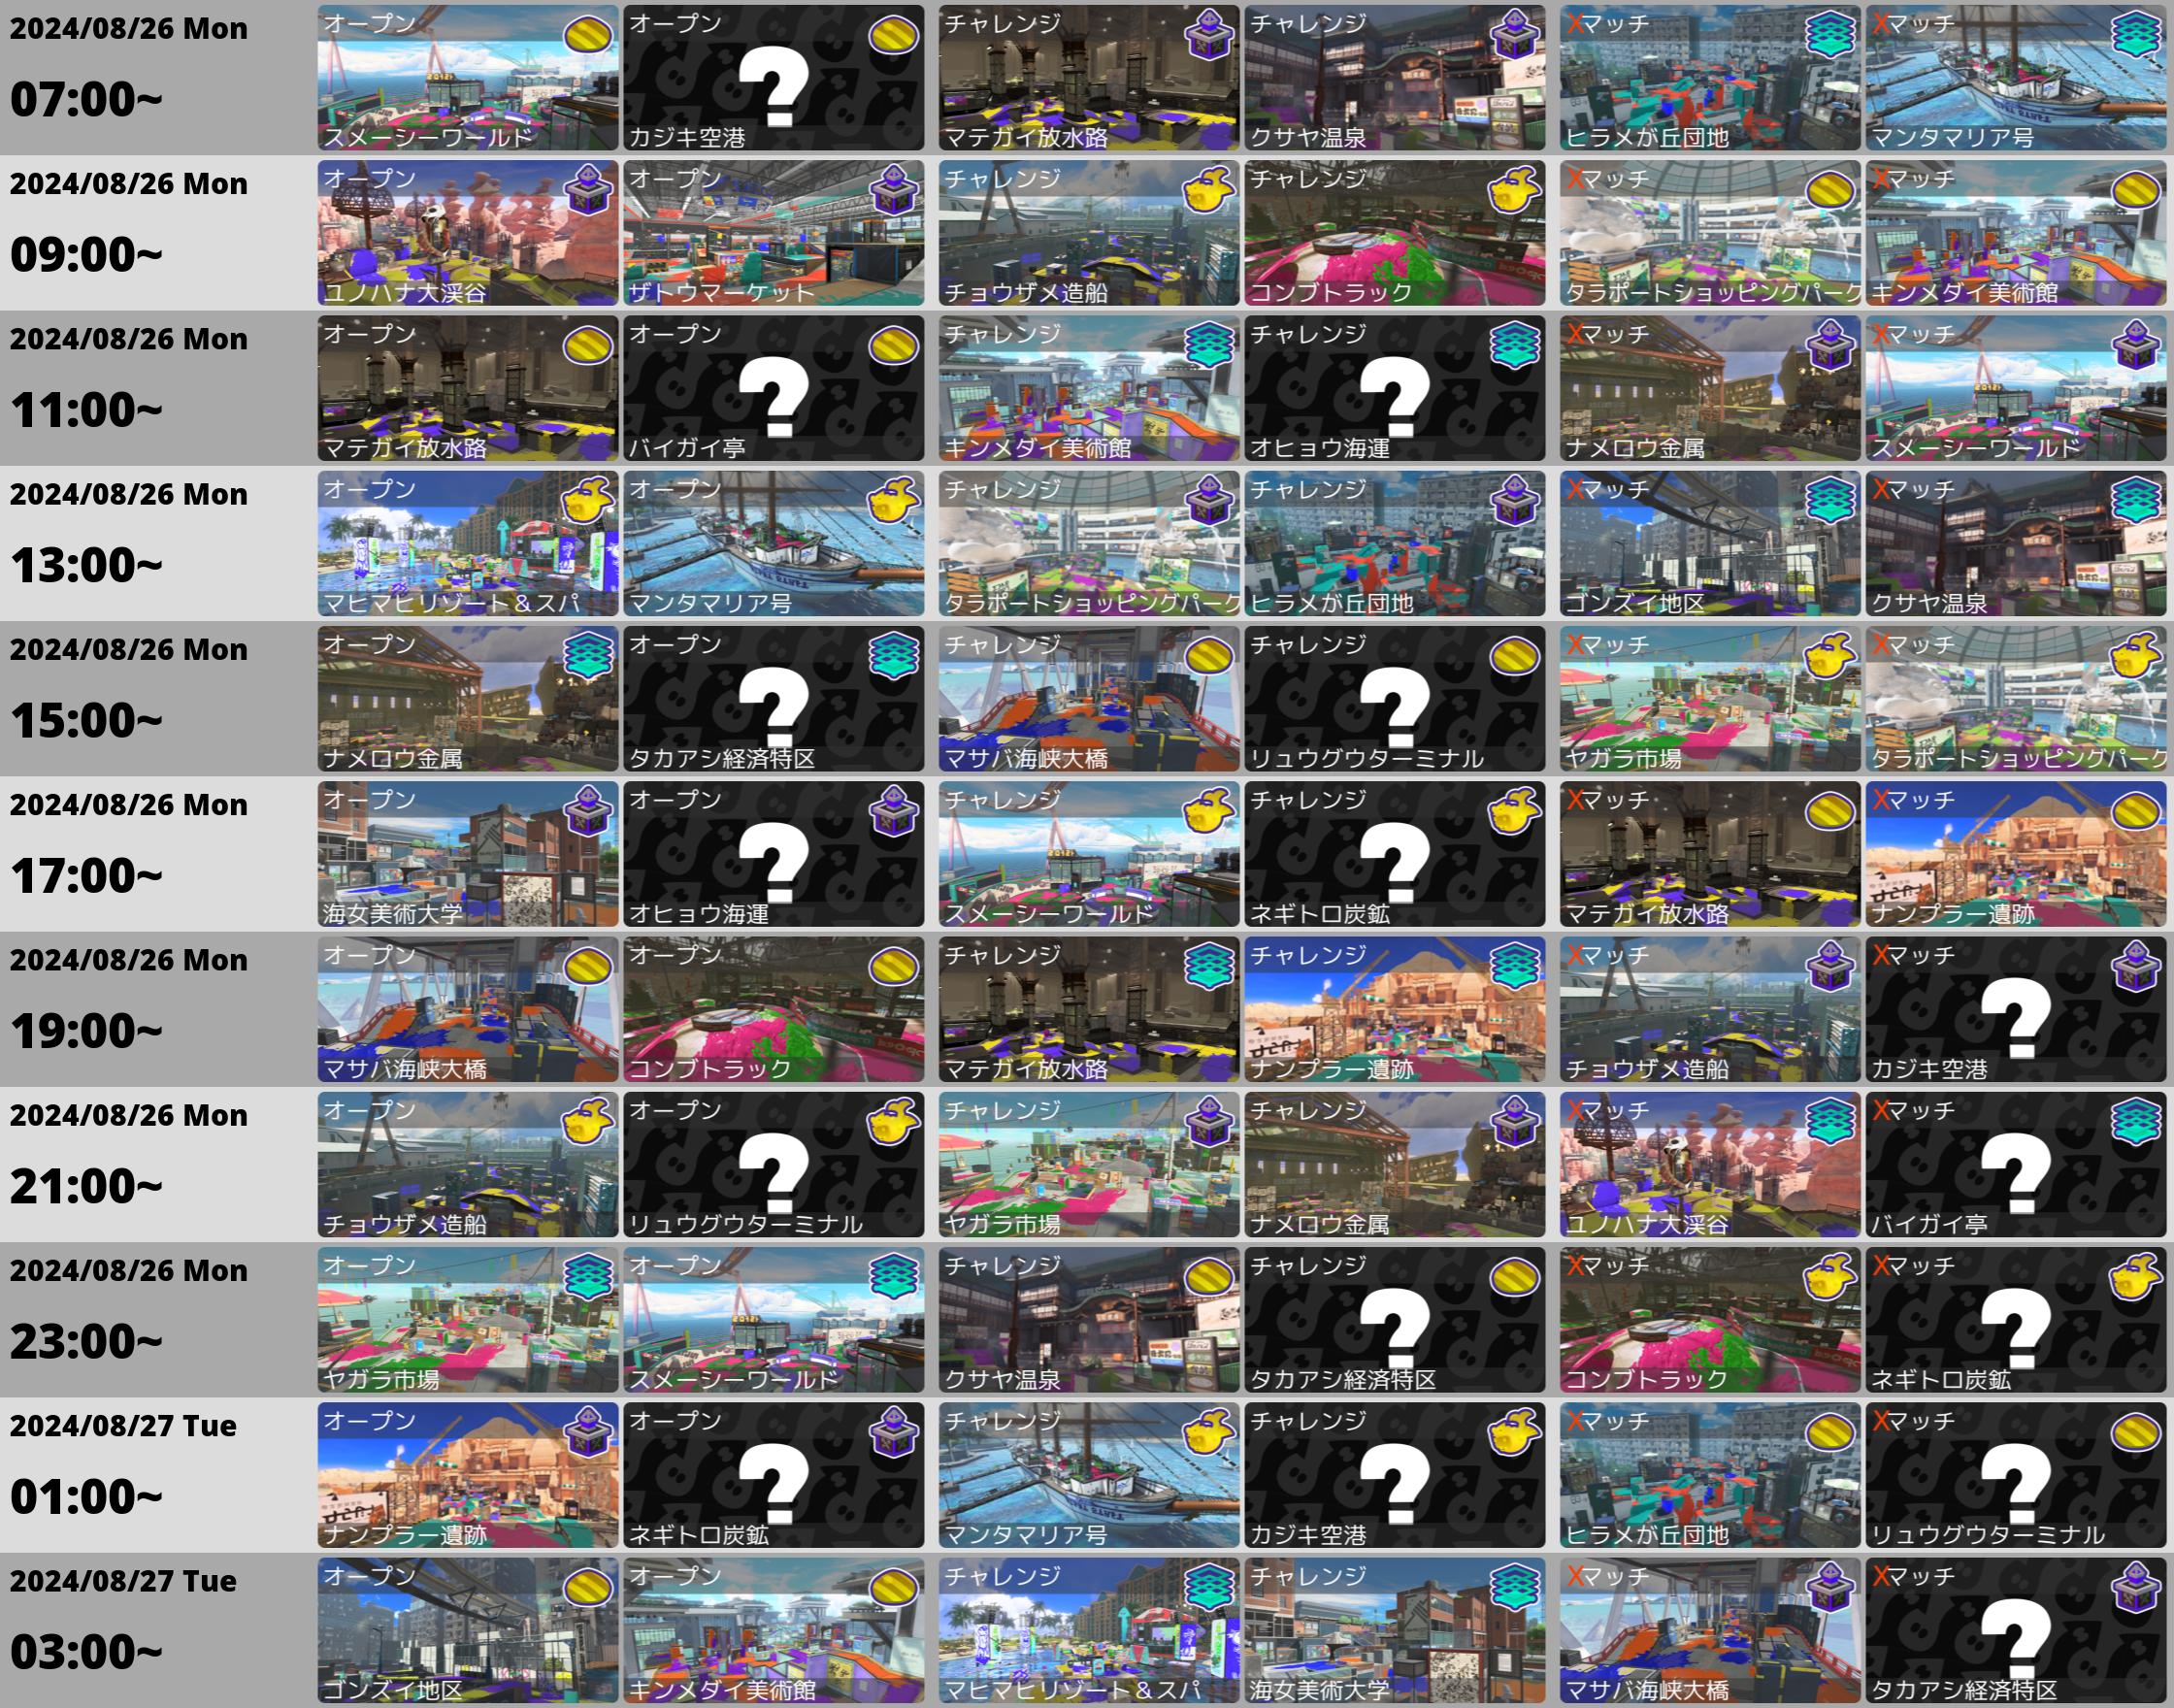 2024/08/26 Mon
07:00~
オープン オープン チャレンジ チャレンジ Xマッチ Xマッチ
スメーシーワールド カジキ空港 マテガイ放水路 クサヤ温泉 ヒラメが丘団地 マンタマリア号
2024/08/26 Mon
09:00~
オープン オープン チャレンジ チャレンジ Xマッチ Xマッチ
ユノハナ大渓谷 ザトウマーケット チョウザメ造船 コンブトラック タラポートショッピングパーク キンメダイ美術館
2024/08/26 Mon
11:00~
オープン オープン チャレンジ チャレンジ Xマッチ Xマッチ
マテガイ放水路 バイガイ亭 キンメダイ美術館 オヒョウ海運 ナメロウ金属 スメーシーワールド
2024/08/26 Mon
13:00~
オープン オープン チャレンジ チャレンジ Xマッチ Xマッチ
マヒマヒリゾート＆スパ マンタマリア号 タラポートショッピングパーク ヒラメが丘団地 ゴンズイ地区 クサヤ温泉
2024/08/26 Mon
15:00~
オープン オープン チャレンジ チャレンジ Xマッチ Xマッチ
ナメロウ金属 タカアシ経済特区 マサバ海峡大橋 リュウグウターミナル ヤガラ市場 タラポートショッピングパーク
2024/08/26 Mon
17:00~
オープン オープン チャレンジ チャレンジ Xマッチ Xマッチ
海女美術大学 オヒョウ海運 スメーシーワールド ネギトロ炭鉱 マテガイ放水路 ナンプラー遺跡
2024/08/26 Mon
19:00~
オープン オープン チャレンジ チャレンジ Xマッチ Xマッチ
マサバ海峡大橋 コンブトラック マテガイ放水路 ナンプラー遺跡 チョウザメ造船 カジキ空港
2024/08/26 Mon
21:00~
オープン オープン チャレンジ チャレンジ Xマッチ Xマッチ
チョウザメ造船 リュウグウターミナル ヤガラ市場 ナメロウ金属 ユノハナ大渓谷 バイガイ亭
2024/08/26 Mon
23:00~
オープン オープン チャレンジ チャレンジ Xマッチ Xマッチ
ヤガラ市場 スメーシーワールド クサヤ温泉 タカアシ経済特区 コンブトラック ネギトロ炭鉱
2024/08/27 Tue
01:00~
オープン オープン チャレンジ チャレンジ Xマッチ Xマッチ
ナンプラー遺跡 ネギトロ炭鉱 マンタマリア号 カジキ空港 ヒラメが丘団地 リュウグウターミナル
2024/08/27 Tue
03:00~
オープン オープン チャレンジ チャレンジ Xマッチ Xマッチ
ゴンズイ地区 キンメダイ美術館 マヒマヒリゾート＆スパ 海女美術大学 マサバ海峡大橋 タカアシ経済特区